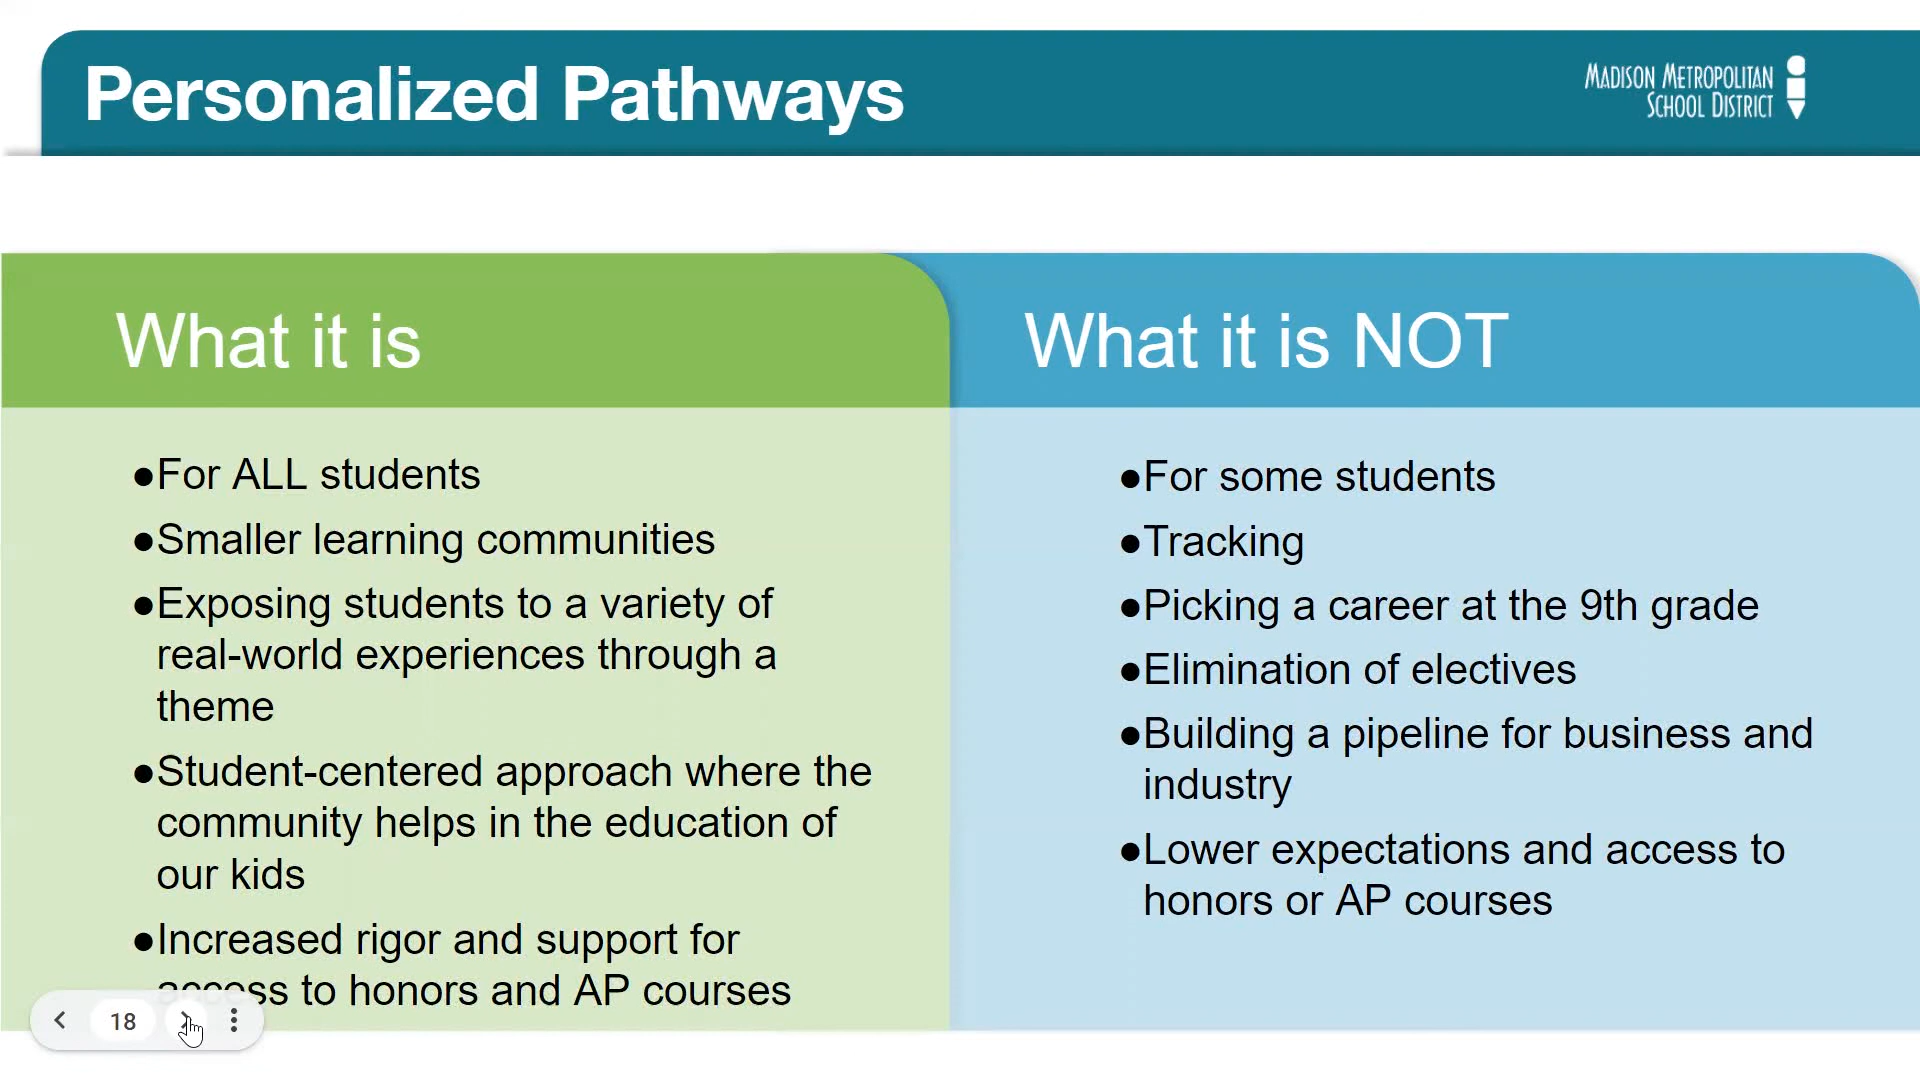 Personalized Pathways
MADISON METROPOLITAN
SCHOOL DISTRICT
What it is
●For ALL students
●Smaller learning communities
●Exposing students to a variety of
real-world experiences through a
theme
●Student-centered approach where the
community helps in the education of
our kids
●Increased rigor and support for
access to honors and AP courses
What it is NOT
●For some students
●Tracking
●Picking a career at the 9th grade
●Elimination of electives
●Building a pipeline for business and
industry
●Lower expectations and access to
honors or AP courses
18